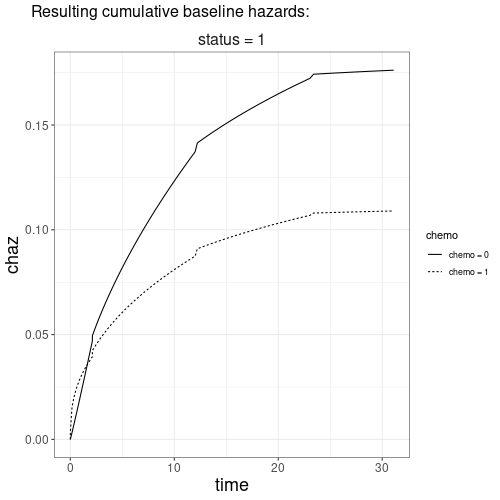 Resulting cumulative baseline hazards:
status = 1
0.15
0.10
0.05
0.00
chaz
0
10
20
30
time
chemo
chemo = 0
chemo = 1